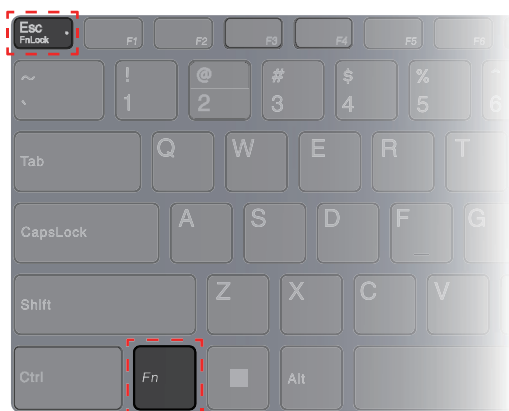 Esc
FnLock
F1
F2
F3
F4
F5
F6
~
`
!
1
@
2
#
3
$
4
%
5
^
6
Tab
Q
W
E
R
T
CapsLock
A
S
D
F
G
Shift
Z
X
C
V
Ctrl
Fn
Alt